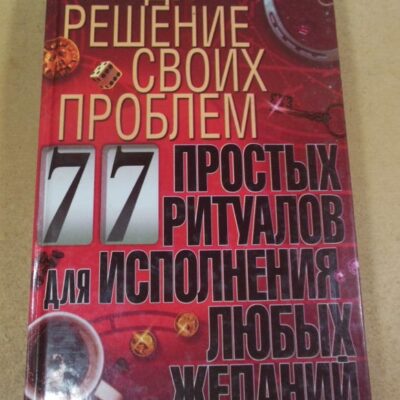 РЕШЕНИЕ
СВОИХ
ПРОБЛЕМ
77 ПРОСТЫХ
РИТУАЛОВ
ДЛЯ ИСПОЛНЕНИЯ
ЛЮБЫХ
ЖЕЛАНИЙ